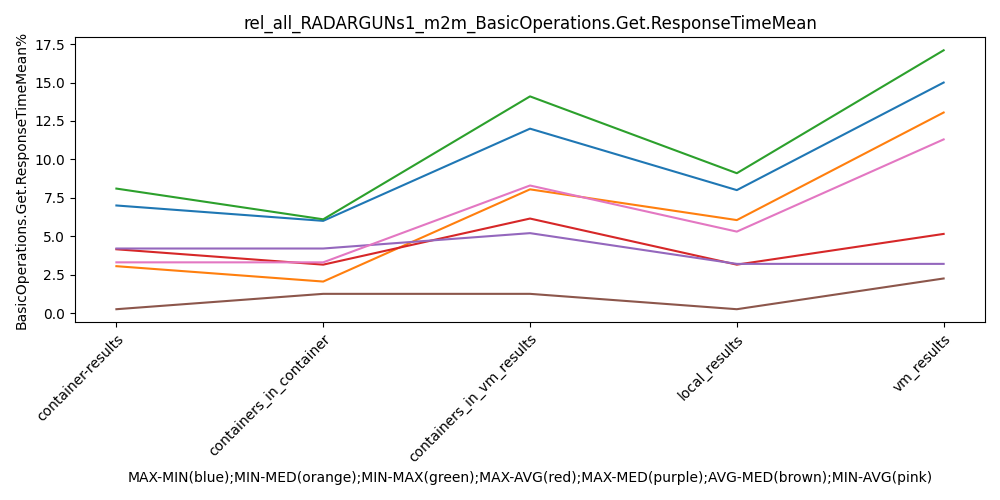 rel_all_RADARGUNs1_m2m_BasicOperations.Get.ResponseTimeMean
BasicOperations.Get.ResponseTimeMean%
17.5
15.0
12.5
10.0
7.5
5.0
2.5
0.0
container-results
containers_in_container
containers_in_vm_results
local_results
vm_results
MAX-MIN(blue);MIN-MED(orange);MIN-MAX(green);MAX-AVG(red);MAX-MED(purple);AVG-MED(brown);MIN-AVG(pink)